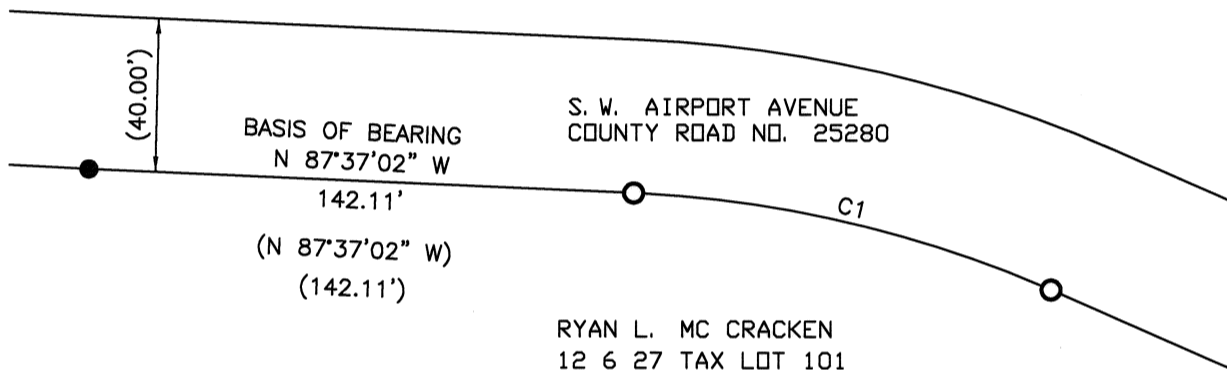 (40.00')
BASIS OF BEARING
N 87°37'02" W
142.11'
(N 87°37'02" W)
(142.11')
S. W. AIRPORT AVENUE
COUNTY ROAD NO. 25280
C1
RYAN L. MC CRACKEN
12 6 27 TAX LOT 101